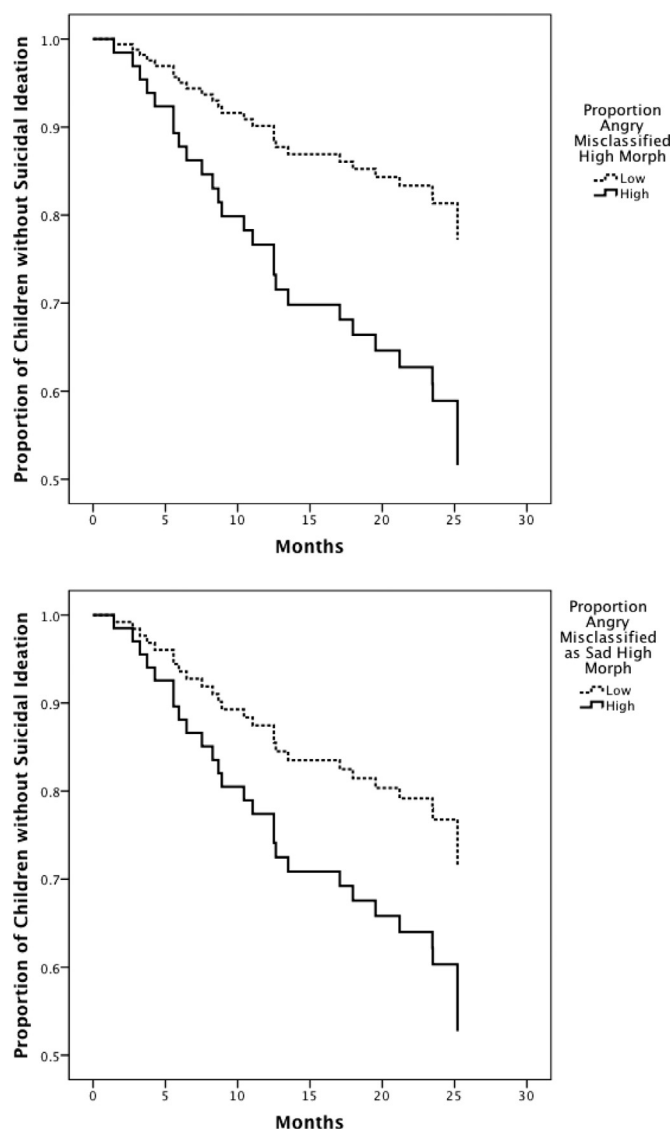 Proportion of Children without Suicidal Ideation
1.0
0.9
0.8
0.7
0.6
0.5
0 5 10 15 20 25 30
Months
Proportion
Angry
Misclassified
High Morph
Low
High
Proportion of Children without Suicidal Ideation
1.0
0.9
0.8
0.7
0.6
0.5
0 5 10 15 20 25 30
Months
Proportion
Angry
Misclassified
as Sad High
Morph
Low
High